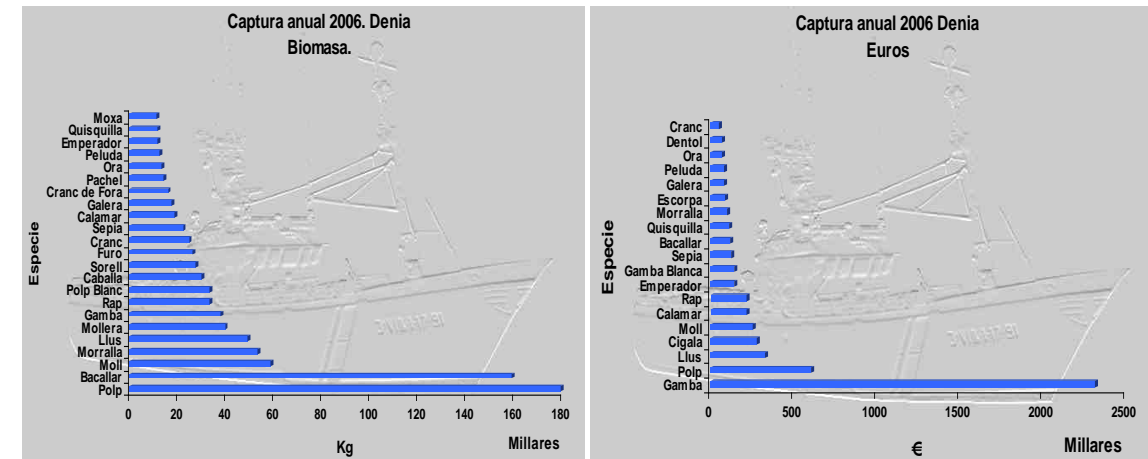 Captura anual 2006. Denia
Biomasa.
Especie
Moxa
Quisquilla
Emperador
Peluda
Ora
Pachel
Cranc de Fora
Galera
Calamar
Sepia
Cranc
Furo
Sorell
Caballa
Polp Blanc
Rap
Gamba
Mollera
Llus
Morralla
Moll
Bacallar
Polp
0 20 40 60 80 100 120 140 160 180
Kg
Millares
Captura anual 2006 Denia
Euros
Especie
Cranc
Dentol
Ora
Peluda
Galera
Escorpa
Morralla
Quisquilla
Bacallar
Sepia
Gamba Blanca
Emperador
Rap
Calamar
Moll
Cigala
Llus
Polp
Gamba
0 500 1000 1500 2000 2500
€
Millares